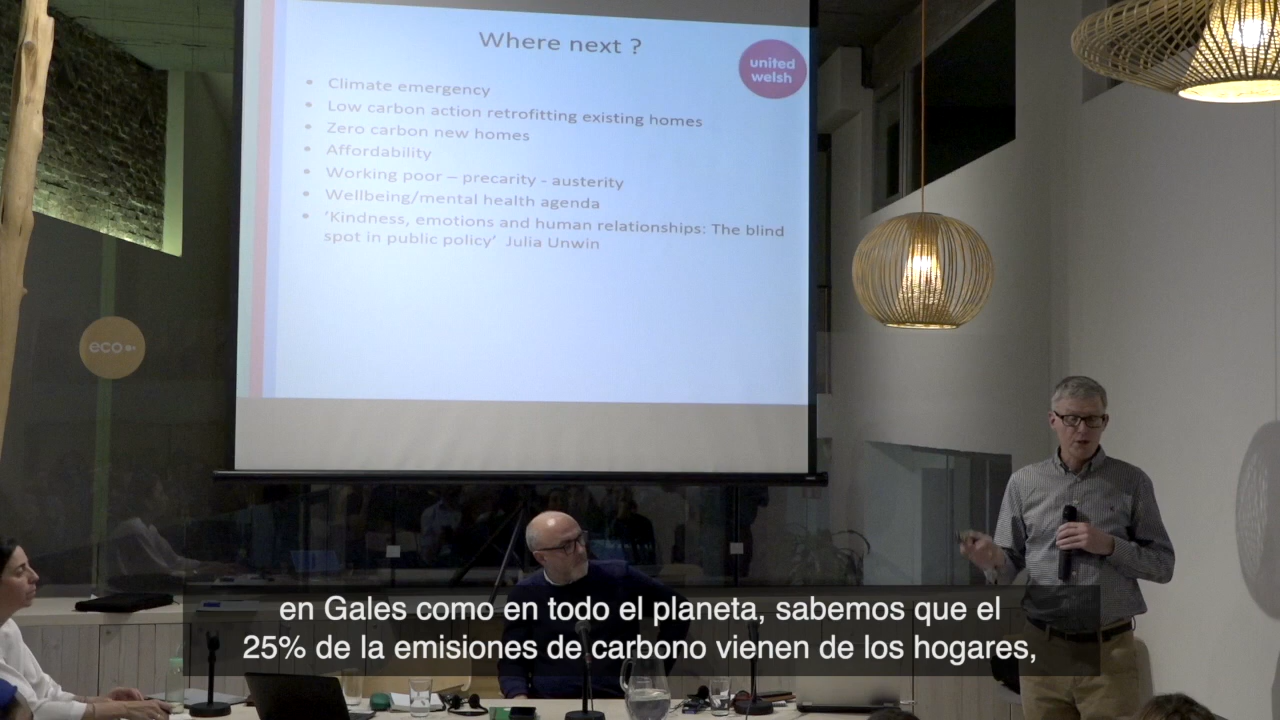 Where next ?
united
welsh
• Climate emergency
• Low carbon action retrofitting existing homes
• Zero carbon new homes
• Affordability
• Working poor – precarity - austerity
• Wellbeing/mental health agenda
• 'Kindness, emotions and human relationships: The blind
spot in public policy' Julia Unwin
eco
en Gales como en todo el planeta, sabemos que el
25% de la emisiones de carbono vienen de los hogares,